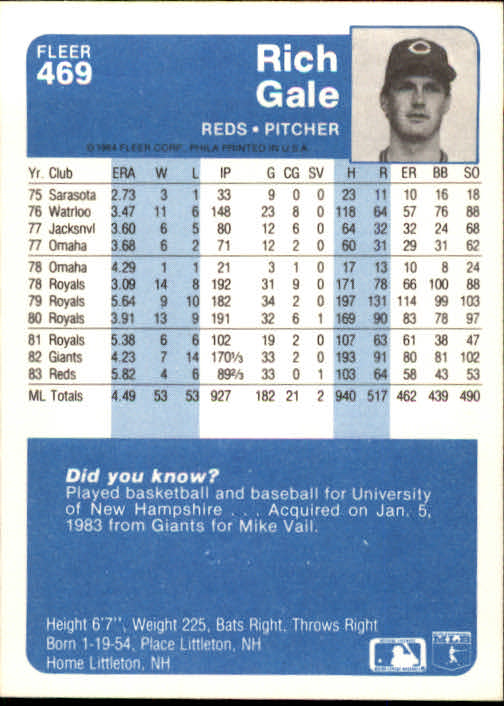 FLEER
469
Rich
Gale
REDS • PITCHER
© 1984 FLEER CORP., PHILA PRINTED IN U.S.A.
Yr. Club ERA W L IP G CG SV H R ER BB SO
75 Sarasota 2.73 3 1 33 9 0 0 23 11 10 16 18
76 Watrloo 3.47 11 6 148 23 8 0 118 64 57 76 88
77 Jacksnvl 3.60 6 5 80 12 6 0 64 32 32 24 68
77 Omaha 3.68 6 2 71 12 2 0 60 31 29 31 62
78 Omaha 4.29 1 1 21 3 1 0 17 13 10 8 24
78 Royals 3.09 14 8 192 31 9 0 171 78 66 100 88
79 Royals 5.64 9 10 182 34 2 0 197 131 114 99 103
80 Royals 3.91 13 9 191 32 6 1 169 90 83 78 97
81 Royals 5.38 6 6 102 19 2 0 107 63 61 38 47
82 Giants 4.23 7 14 170⅓ 33 2 0 193 91 80 81 102
83 Reds 5.82 4 6 89⅔ 33 0 1 103 64 58 43 53
ML Totals 4.49 53 53 927 182 21 2 940 517 462 439 490
Did you know?
Played basketball and baseball for University
of New Hampshire . . . Acquired on Jan. 5,
1983 from Giants for Mike Vail.
Height 6'7", Weight 225, Bats Right, Throws Right
Born 1-19-54, Place Littleton, NH
Home Littleton, NH